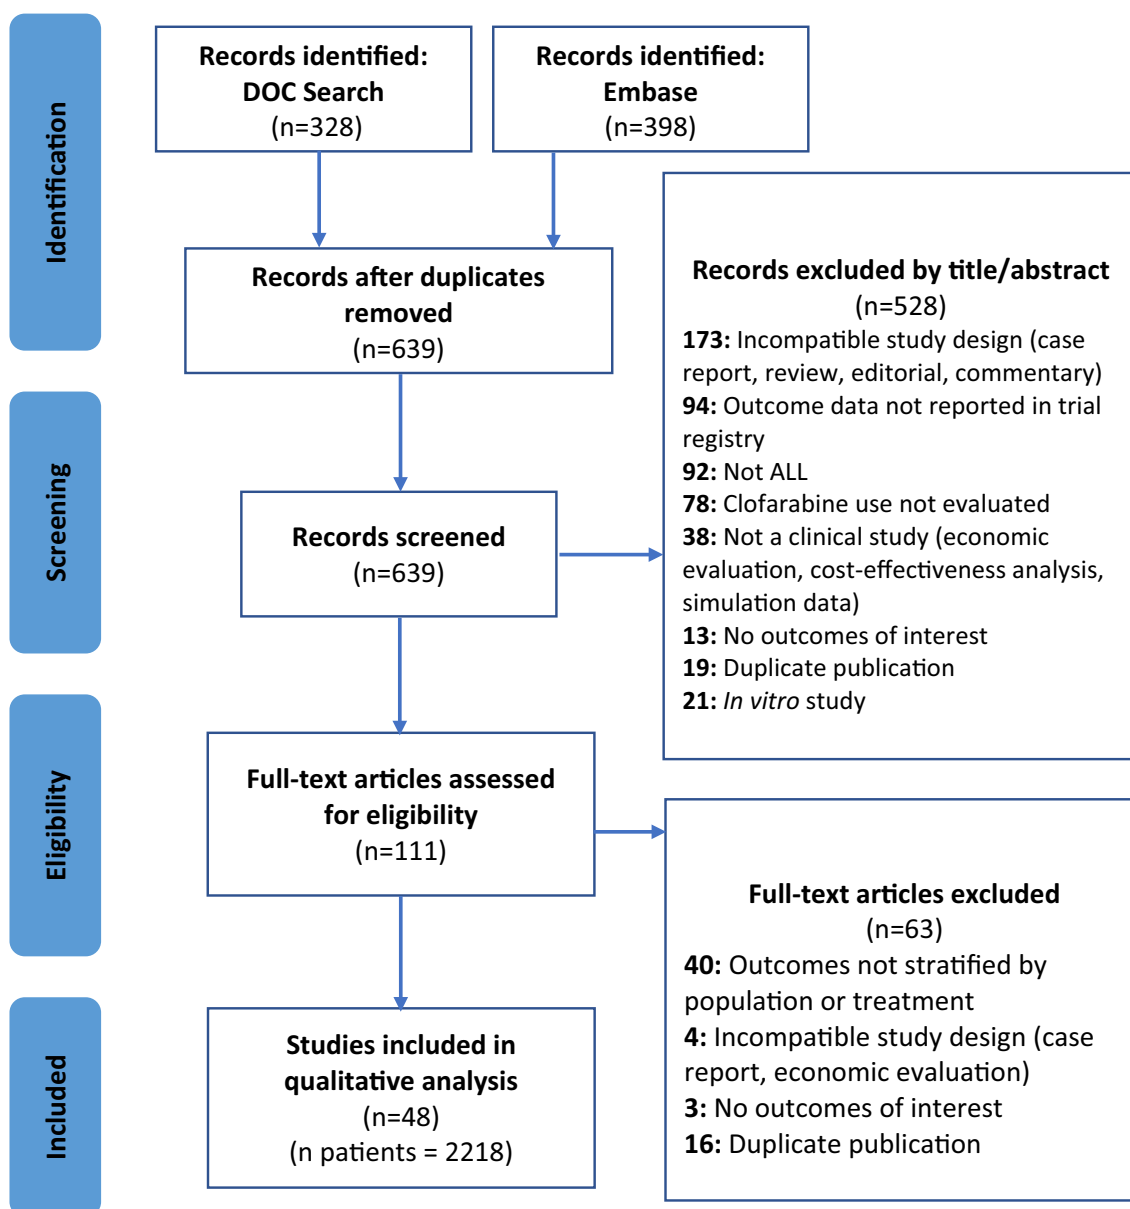 Identification
Records identified:
DOC Search
(n=328)
Records identified:
Embase
(n=398)
Records after duplicates
removed
(n=639)
Records excluded by title/abstract
(n=528)
173: Incompatible study design (case
report, review, editorial, commentary)
94: Outcome data not reported in trial
registry
92: Not ALL
78: Clofarabine use not evaluated
38: Not a clinical study (economic
evaluation, cost-effectiveness analysis,
simulation data)
13: No outcomes of interest
19: Duplicate publication
21: In vitro study
Screening
Records screened
(n=639)
Eligibility
Full-text articles assessed
for eligibility
(n=111)
Full-text articles excluded
(n=63)
40: Outcomes not stratified by
population or treatment
4: Incompatible study design (case
report, economic evaluation)
3: No outcomes of interest
16: Duplicate publication
Included
Studies included in
qualitative analysis
(n=48)
(n patients = 2218)